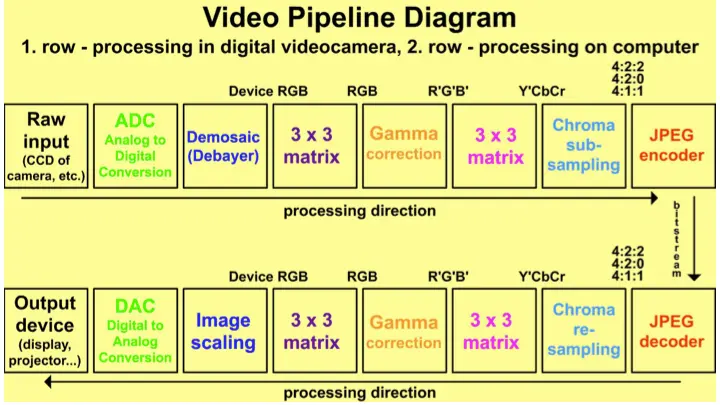 Video Pipeline Diagram
1. row - processing in digital videocamera, 2. row - processing on computer
4:2:2
4:2:0
Device RGB RGB R'G'B' Y'CbCr 4:1:1
Raw
input
(CCD of
camera, etc.)
ADC
Analog to
Digital
Conversion
Demosaic
(Debayer)
3 x 3
matrix
Gamma
correction
3 x 3
matrix
Chroma
sub-
sampling
JPEG
encoder
processing direction
bitstream
4:2:2
4:2:0
Device RGB RGB R'G'B' Y'CbCr 4:1:1
Output
device
(display,
projector...)
DAC
Digital to
Analog
Conversion
Image
scaling
3 x 3
matrix
Gamma
correction
3 x 3
matrix
Chroma
re-
sampling
JPEG
decoder
processing direction